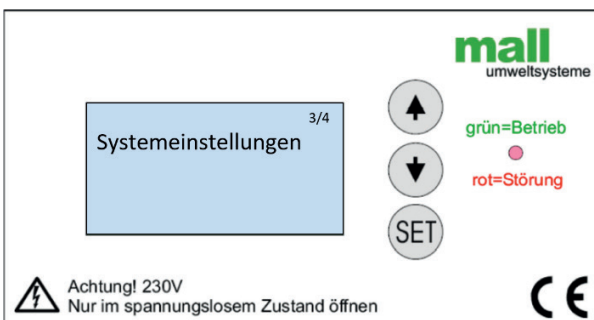 mall
umweltsysteme
3/4
Systemeinstellungen
grün=Betrieb
rot=Störung
SET
Achtung! 230V
Nur im spannungslosem Zustand öffnen
CE